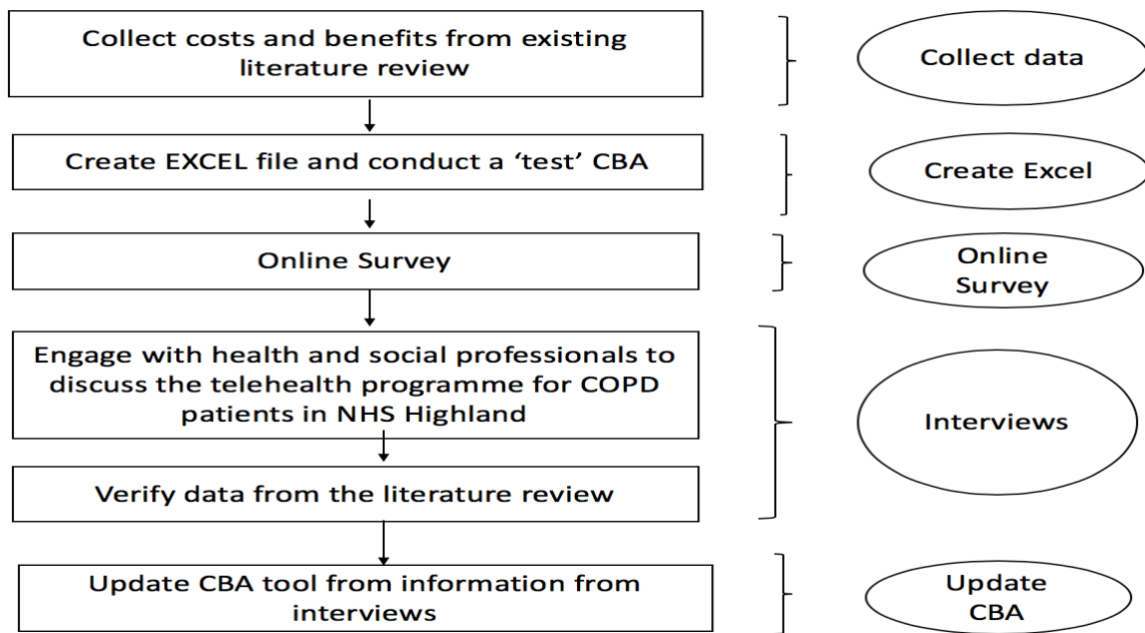 Collect costs and benefits from existing
literature review
Collect data
Create EXCEL file and conduct a ‘test’ CBA
Create Excel
Online Survey
Online
Survey
Engage with health and social professionals to
discuss the telehealth programme for COPD
patients in NHS Highland
Interviews
Verify data from the literature review
Update CBA tool from information from
interviews
Update
CBA